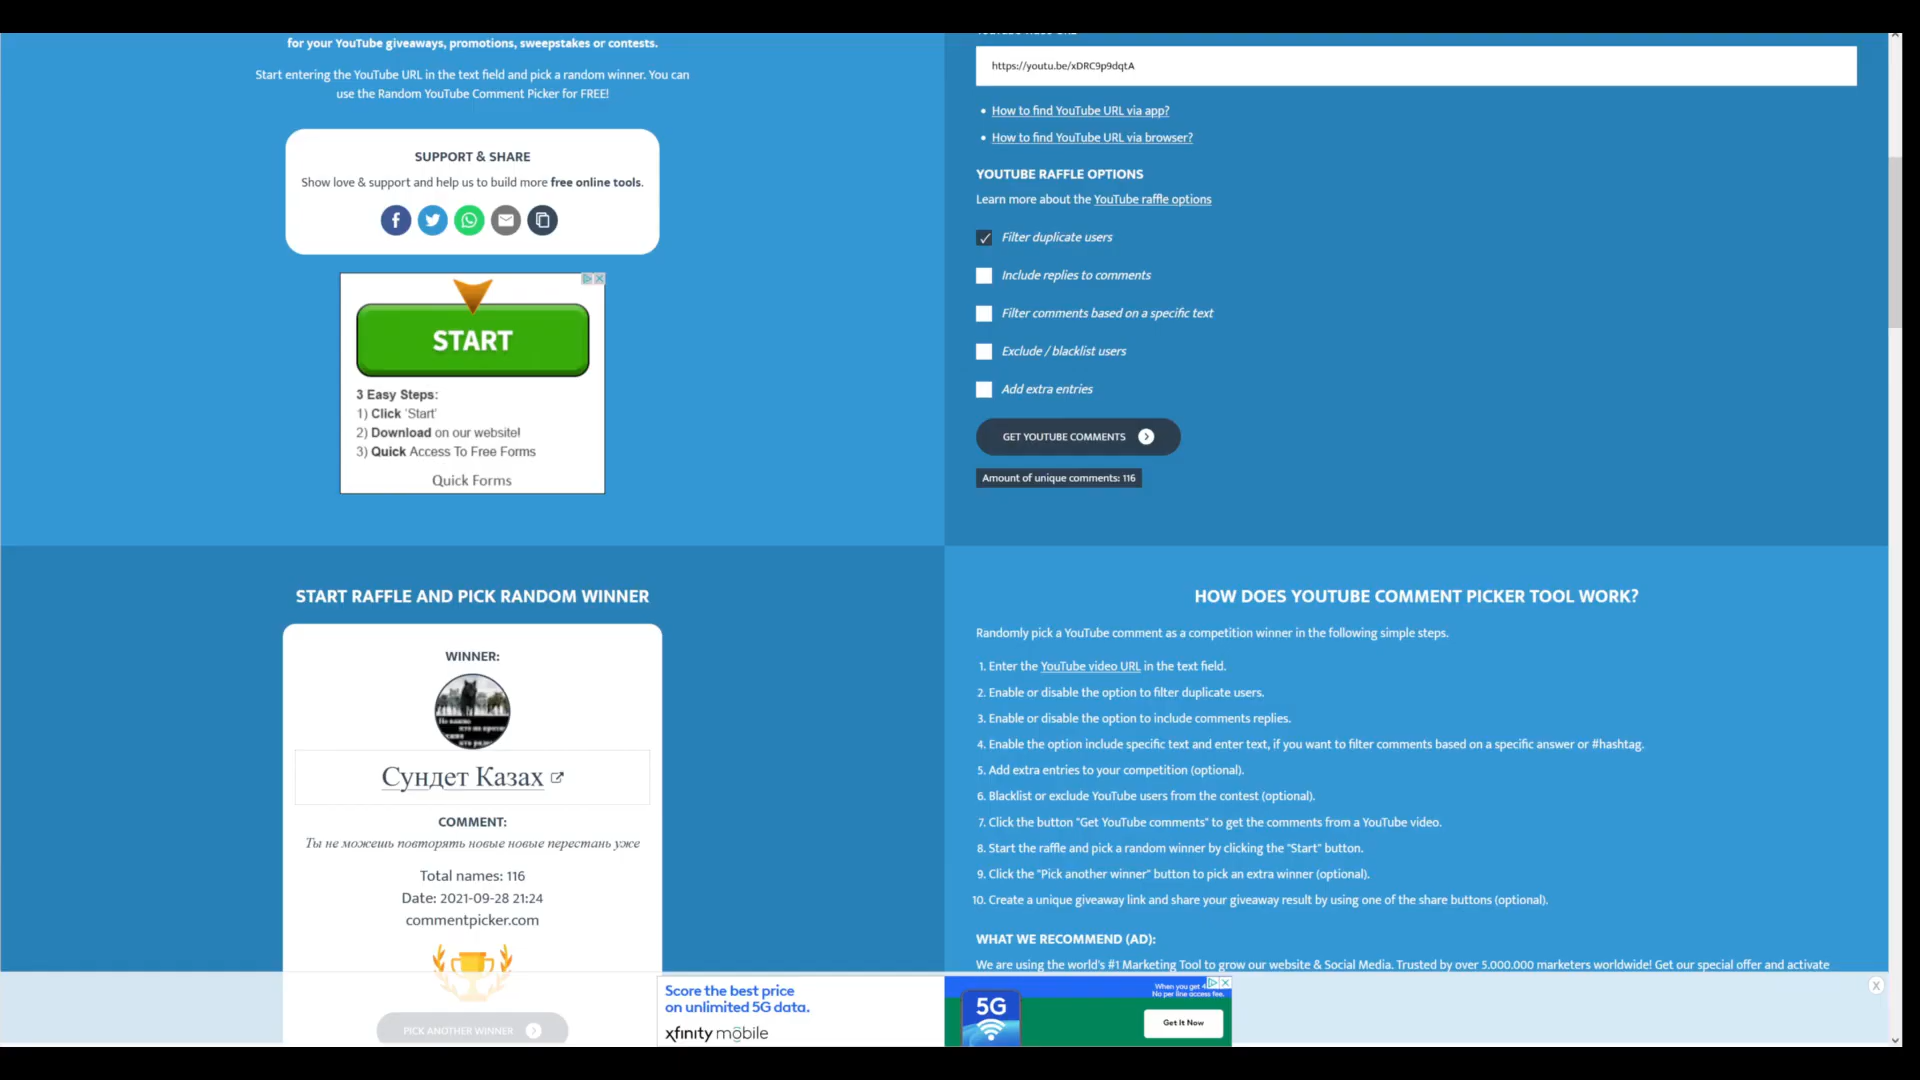 for your YouTube giveaways, promotions, sweepstakes or contests.
Start entering the YouTube URL in the text field and pick a random winner. You can
use the Random YouTube Comment Picker for FREE!
SUPPORT & SHARE
Show love & support and help us to build more free online tools.
START
3 Easy Steps:
1) Click 'Start'
2) Download on our website!
3) Quick Access To Free Forms
Quick Forms
https://youtu.be/xDRC9p9dqtA
• How to find YouTube URL via app?
• How to find YouTube URL via browser?
YOUTUBE RAFFLE OPTIONS
Learn more about the YouTube raffle options
Filter duplicate users
Include replies to comments
Filter comments based on a specific text
Exclude / blacklist users
Add extra entries
GET YOUTUBE COMMENTS
Amount of unique comments: 116
START RAFFLE AND PICK RANDOM WINNER
WINNER:
Сундет Казах
COMMENT:
Ты не можешь повторять новые новые перестань уже
Total names: 116
Date: 2021-09-28 21:24
commentpicker.com
PICK ANOTHER WINNER
HOW DOES YOUTUBE COMMENT PICKER TOOL WORK?
Randomly pick a YouTube comment as a competition winner in the following simple steps.
1. Enter the YouTube video URL in the text field.
2. Enable or disable the option to filter duplicate users.
3. Enable or disable the option to include comments replies.
4. Enable the option include specific text and enter text, if you want to filter comments based on a specific answer or #hashtag.
5. Add extra entries to your competition (optional).
6. Blacklist or exclude YouTube users from the contest (optional).
7. Click the button "Get YouTube comments" to get the comments from a YouTube video.
8. Start the raffle and pick a random winner by clicking the "Start" button.
9. Click the "Pick another winner" button to pick an extra winner (optional).
10. Create a unique giveaway link and share your giveaway result by using one of the share buttons (optional).
WHAT WE RECOMMEND (AD):
We are using the world's #1 Marketing Tool to grow our website & Social Media. Trusted by over 5.000.000 marketers worldwide! Get our special offer and activate
Score the best price
on unlimited 5G data.
xfinity mobile
5G
When you get 4
No per line access fee.
Get It Now
X